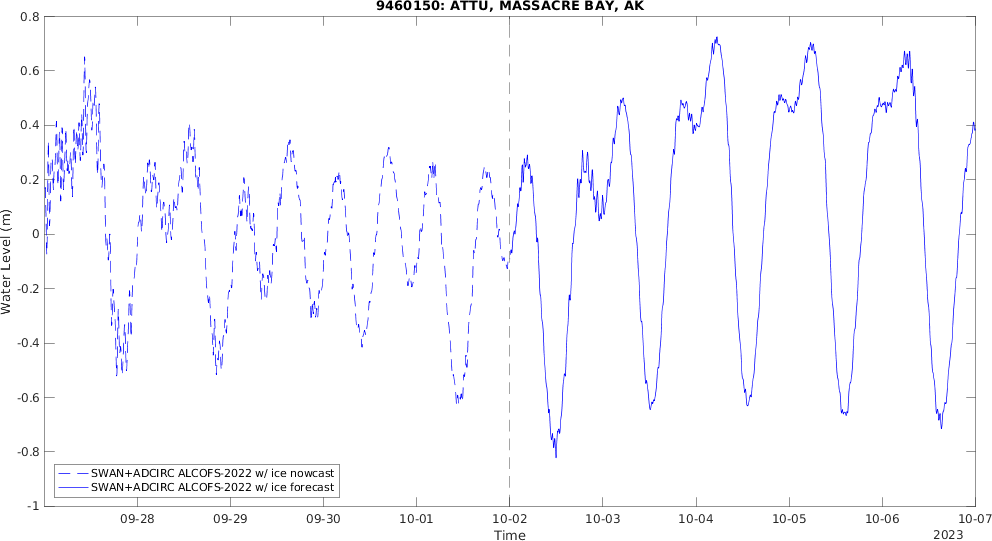 9460150: ATTU, MASSACRE BAY, AK
0.8
0.6
0.4
0.2
0
-0.2
-0.4
-0.6
-0.8
-1
Water Level (m)
SWAN+ADCIRC ALCOFS-2022 w/ ice nowcast
SWAN+ADCIRC ALCOFS-2022 w/ ice forecast
09-28 09-29 09-30 10-01 10-02 10-03 10-04 10-05 10-06 10-07
Time
2023